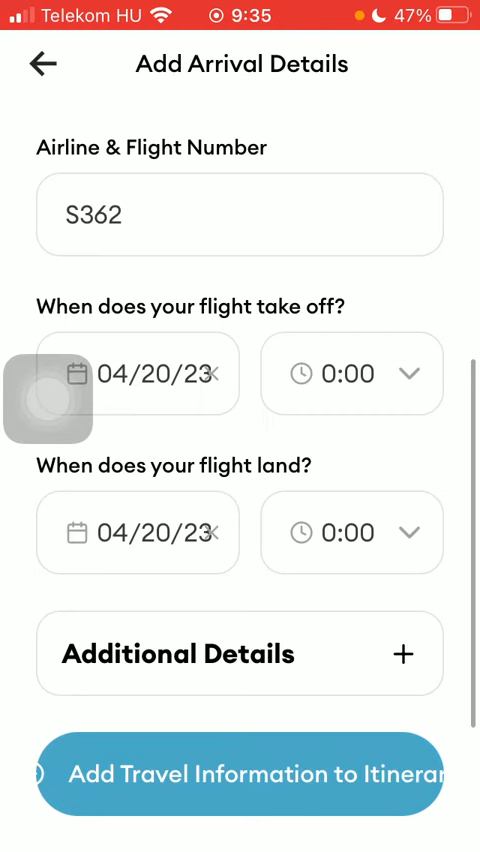 Telekom HU 9:35 47%
Add Arrival Details
Airline & Flight Number
S362
When does your flight take off?
04/20/23 0:00
When does your flight land?
04/20/23 0:00
Additional Details
Add Travel Information to Itinerar